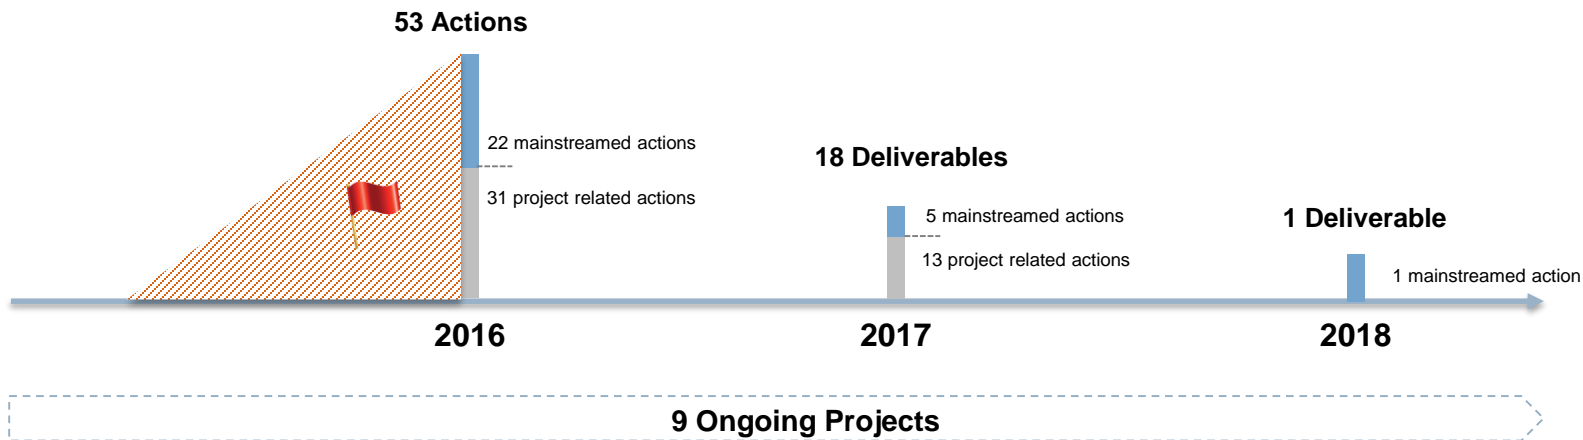 53 Actions
22 mainstreamed actions
31 project related actions
18 Deliverables
5 mainstreamed actions
13 project related actions
1 Deliverable
1 mainstreamed action
2016
2017
2018
9 Ongoing Projects